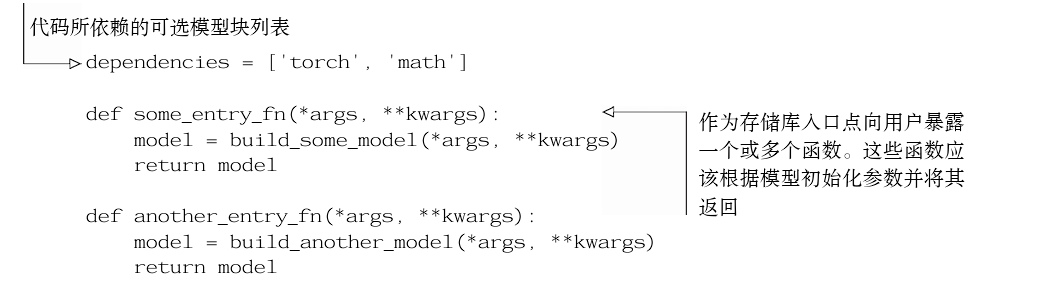 代码所依赖的可选模型块列表
dependencies = ['torch', 'math']
def some_entry_fn(*args, **kwargs):
    model = build_some_model(*args, **kwargs)
    return model
作为存储库入口点向用户暴露
一个或多个函数。这些函数应
该根据模型初始化参数并将其
返回
def another_entry_fn(*args, **kwargs):
    model = build_another_model(*args, **kwargs)
    return model